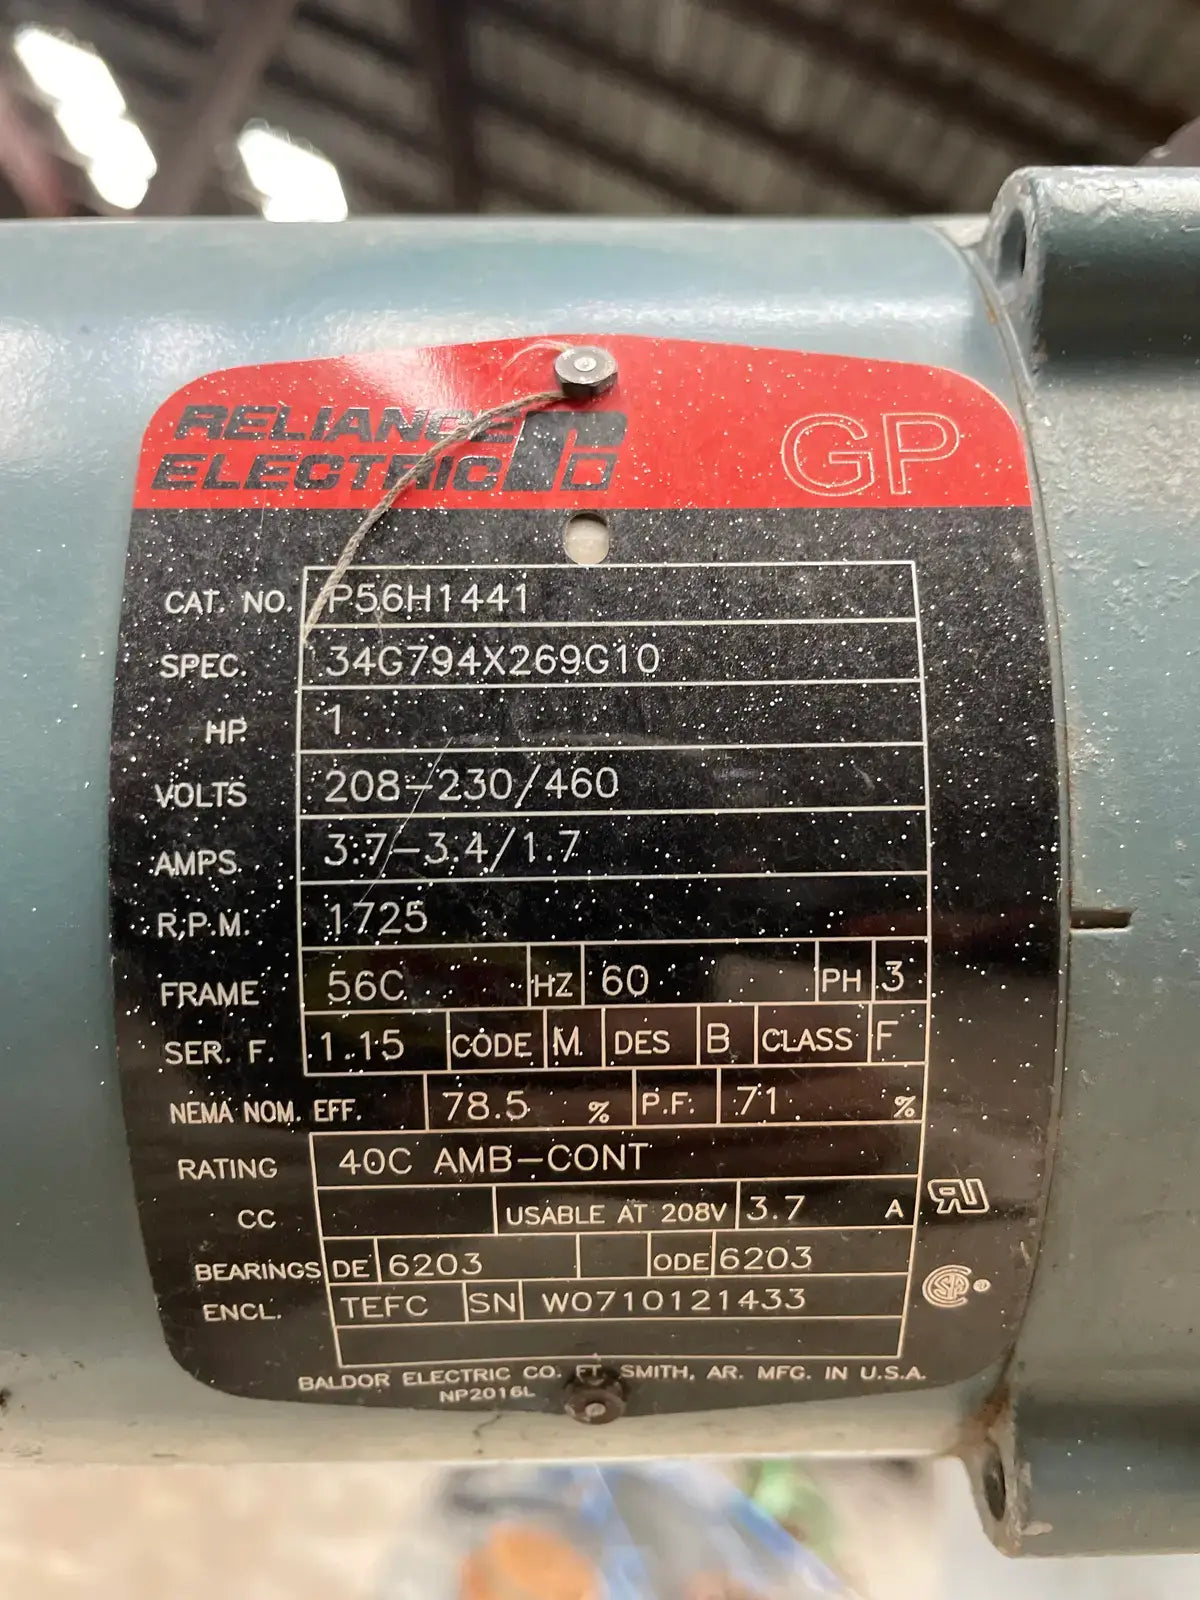 RELIANCE
ELECTRIC
GP
CAT. NO. P56H1441
SPEC. 34G794X269G10
HP 1
VOLTS 208-230/460
AMPS 3.7-3.4/1.7
R.P.M. 1725
FRAME 56C HZ 60 PH 3
SER. F. 1.15 CODE M DES B CLASS F
NEMA NOM. EFF. 78.5 % P.F. 71 %
RATING 40C AMB-CONT
CC USABLE AT 208V 3.7 A
BEARINGS DE 6203 ODE 6203
ENCL. TEFC SN W0710121433
BALDOR ELECTRIC CO. FT. SMITH, AR. MFG. IN U.S.A.
NP2016L